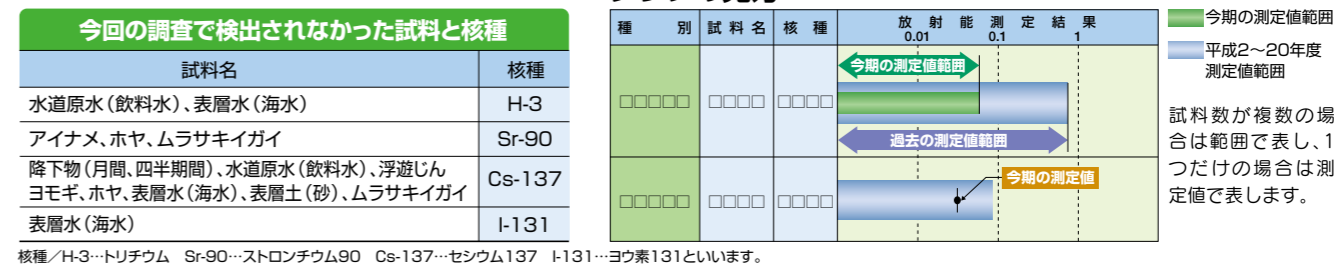 今回の調査で検出されなかった試料と核種
試料名 核種
水道原水(飲料水)、表層水(海水) H-3
アイナメ、ホヤ、ムラサキイガイ Sr-90
降下物(月間、四半期間)、水道原水(飲料水)、浮遊じん
ヨモギ、ホヤ、表層水(海水)、表層土(砂)、ムラサキイガイ Cs-137
表層水(海水) I-131
核種/H-3…トリチウム Sr-90…ストロンチウム90 Cs-137…セシウム137 I-131…ヨウ素131といいます。
種別 試料名 核種 放射能測定結果
0.01 0.1 1
今期の測定値範囲
□□□□□ □□□□ □□□□
過去の測定値範囲
□□□□□ □□□□ □□□□
今期の測定値
今期の測定値範囲
平成2~20年度
測定値範囲
試料数が複数の場
合は範囲で表し、1
つだけの場合は測
定値で表します。